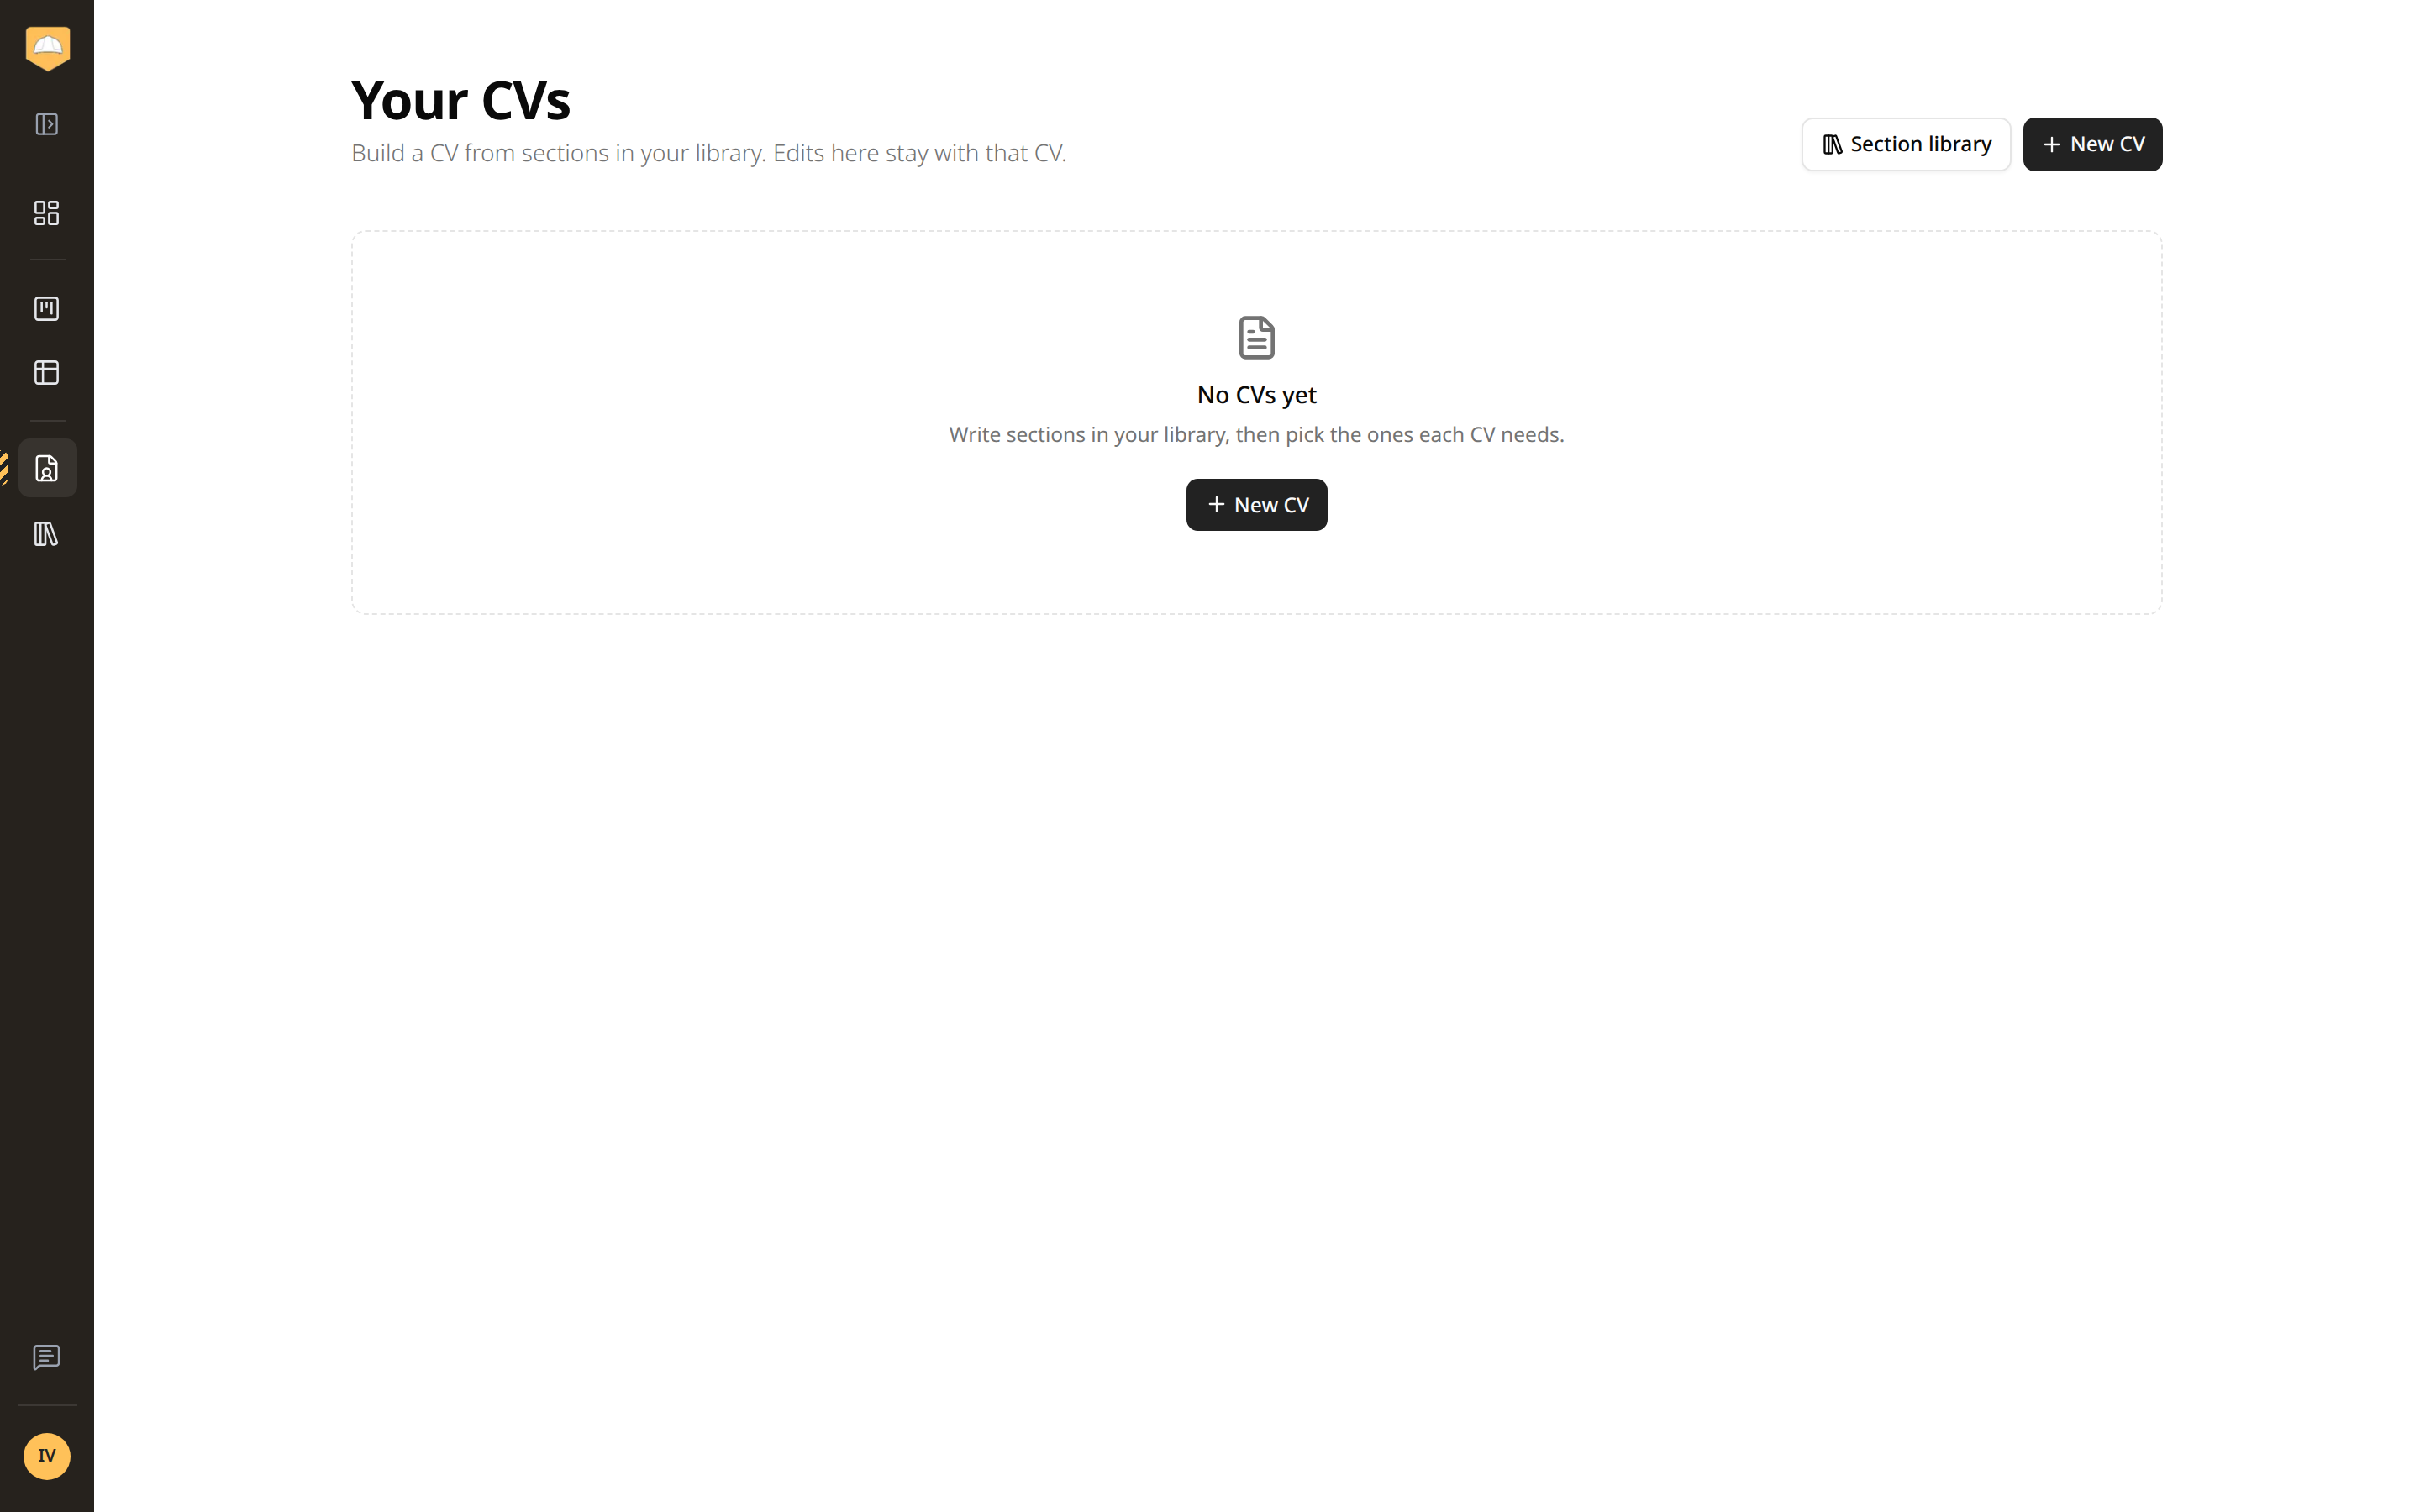 Your CVs
Build a CV from sections in your library. Edits here stay with that CV.
Section library
New CV
No CVs yet
Write sections in your library, then pick the ones each CV needs.
New CV
IV